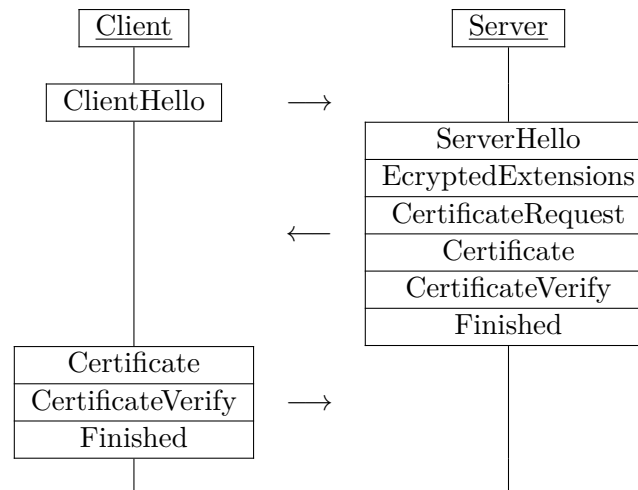 Client
Server
ClientHello
ServerHello
EcryptedExtensions
CertificateRequest
Certificate
CertificateVerify
Finished
Certificate
CertificateVerify
Finished